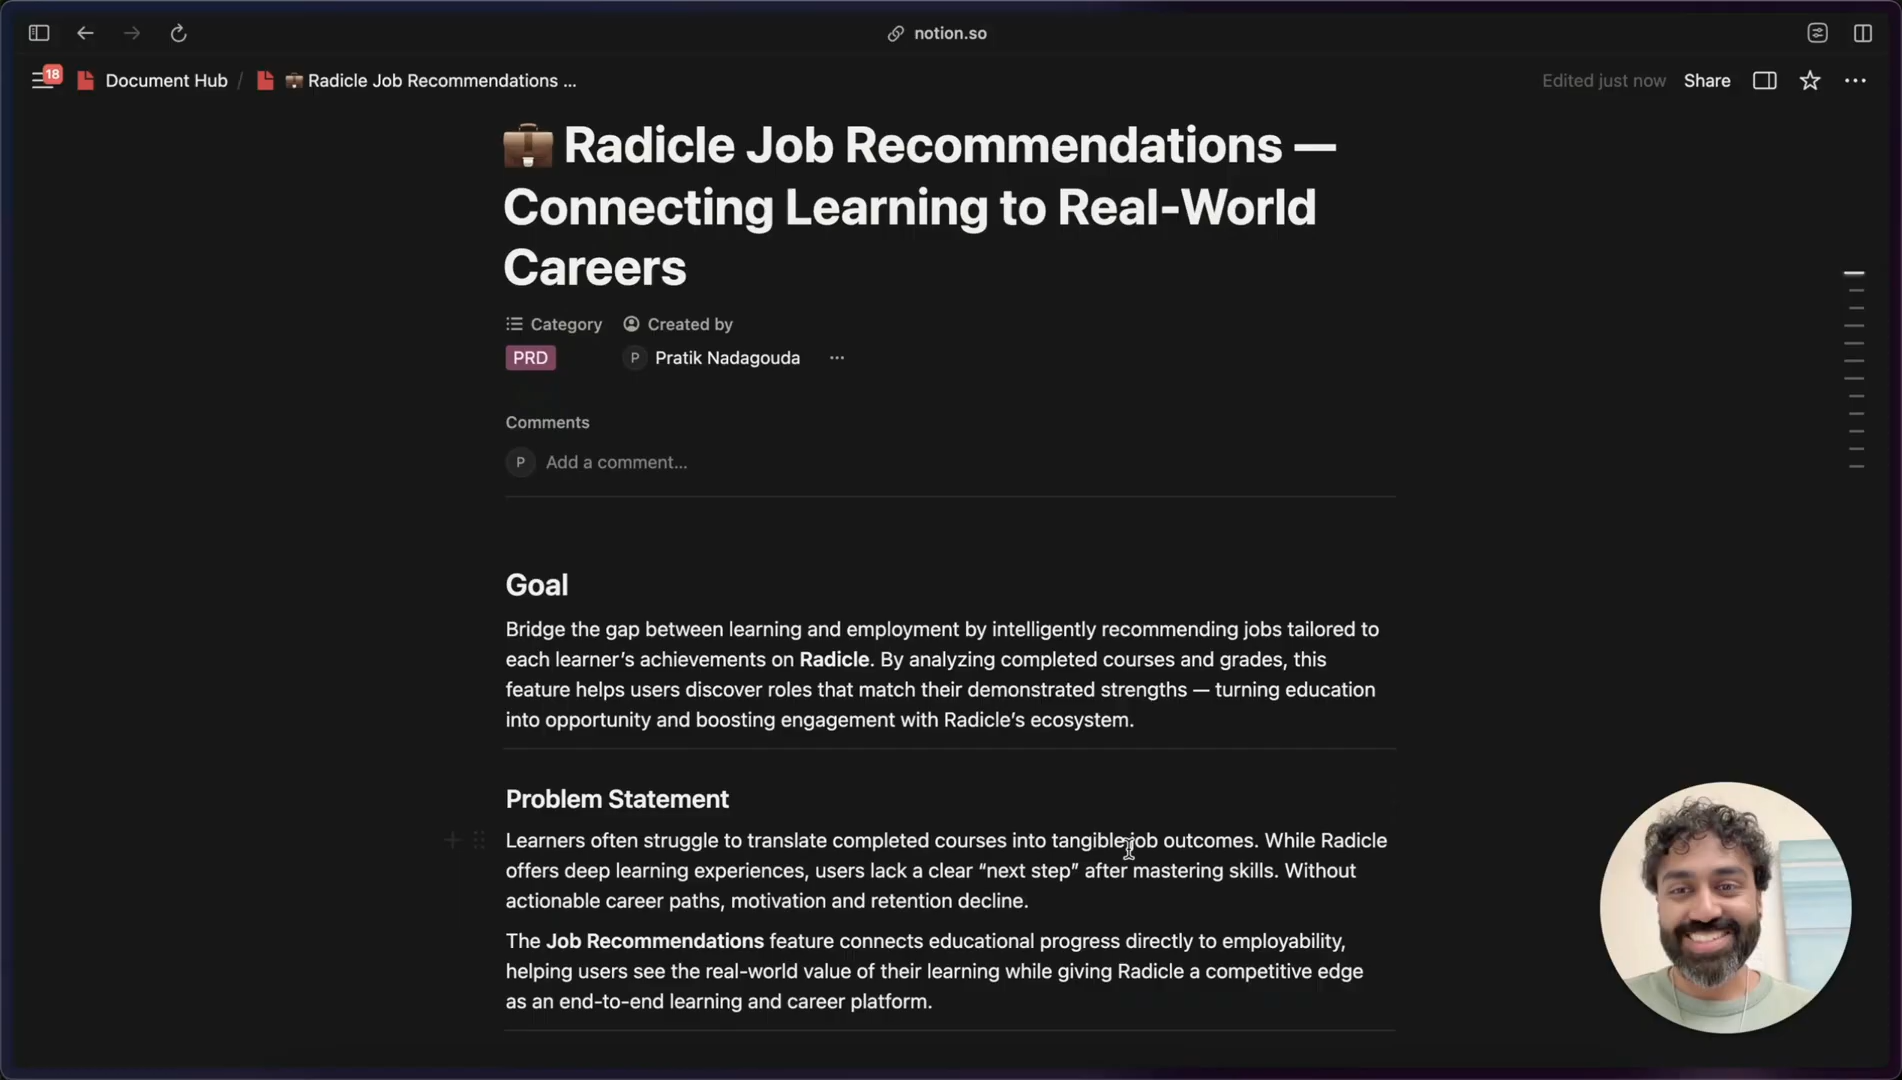 notion.so
18
Document Hub / 💼 Radicle Job Recommendations ...
Edited just now
Share
💼 Radicle Job Recommendations —
Connecting Learning to Real-World
Careers
Category
Created by
PRD
P Pratik Nadagouda
Comments
P Add a comment...
Goal
Bridge the gap between learning and employment by intelligently recommending jobs tailored to
each learner’s achievements on Radicle. By analyzing completed courses and grades, this
feature helps users discover roles that match their demonstrated strengths — turning education
into opportunity and boosting engagement with Radicle’s ecosystem.
Problem Statement
Learners often struggle to translate completed courses into tangible job outcomes. While Radicle
offers deep learning experiences, users lack a clear “next step” after mastering skills. Without
actionable career paths, motivation and retention decline.
The Job Recommendations feature connects educational progress directly to employability,
helping users see the real-world value of their learning while giving Radicle a competitive edge
as an end-to-end learning and career platform.